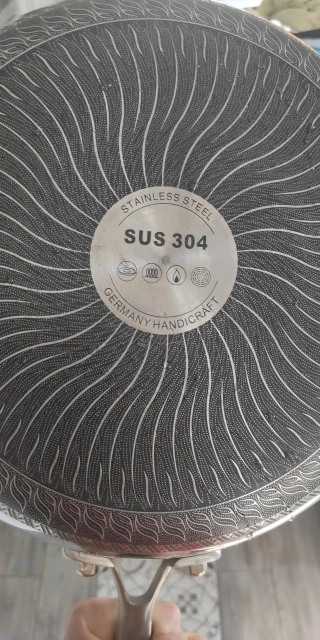 STAINLESS STEEL
SUS 304
GERMANY HANDICRAFT